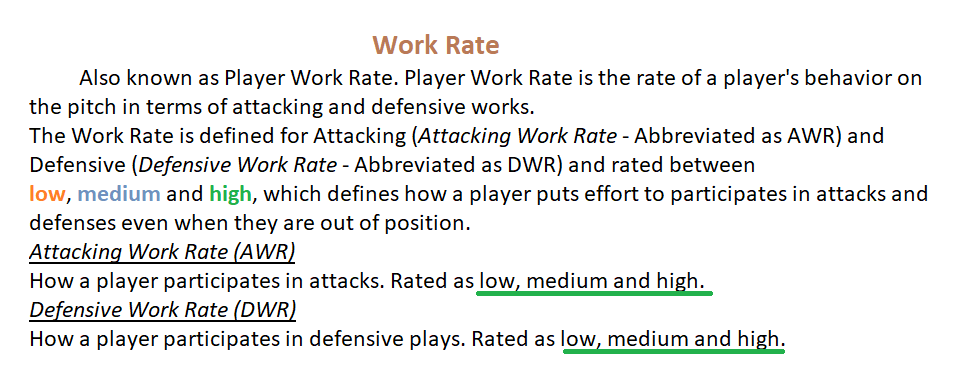 Work Rate
Also known as Player Work Rate. Player Work Rate is the rate of a player's behavior on
the pitch in terms of attacking and defensive works.
The Work Rate is defined for Attacking (Attacking Work Rate - Abbreviated as AWR) and
Defensive (Defensive Work Rate - Abbreviated as DWR) and rated between
low, medium and high, which defines how a player puts effort to participates in attacks and
defenses even when they are out of position.
Attacking Work Rate (AWR)
How a player participates in attacks. Rated as low, medium and high.
Defensive Work Rate (DWR)
How a player participates in defensive plays. Rated as low, medium and high.